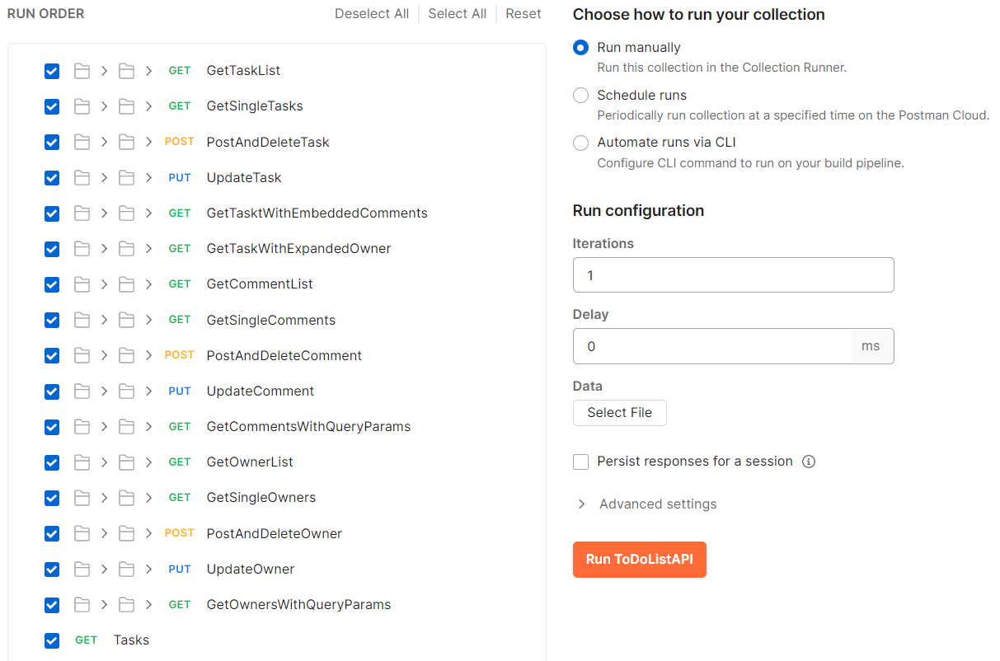 RUN ORDER
Deselect All
Select All
Reset
GET GetTaskList
GET GetSingleTasks
POST PostAndDeleteTask
PUT UpdateTask
GET GetTasktWithEmbeddedComments
GET GetTaskWithExpandedOwner
GET GetCommentList
GET GetSingleComments
POST PostAndDeleteComment
PUT UpdateComment
GET GetCommentsWithQueryParams
GET GetOwnerList
GET GetSingleOwners
POST PostAndDeleteOwner
PUT UpdateOwner
GET GetOwnersWithQueryParams
GET Tasks
Choose how to run your collection
Run manually
Run this collection in the Collection Runner.
Schedule runs
Periodically run collection at a specified time on the Postman Cloud.
Automate runs via CLI
Configure CLI command to run on your build pipeline.
Run configuration
Iterations
1
Delay
0 ms
Data
Select File
Persist responses for a session
Advanced settings
Run ToDoListAPI